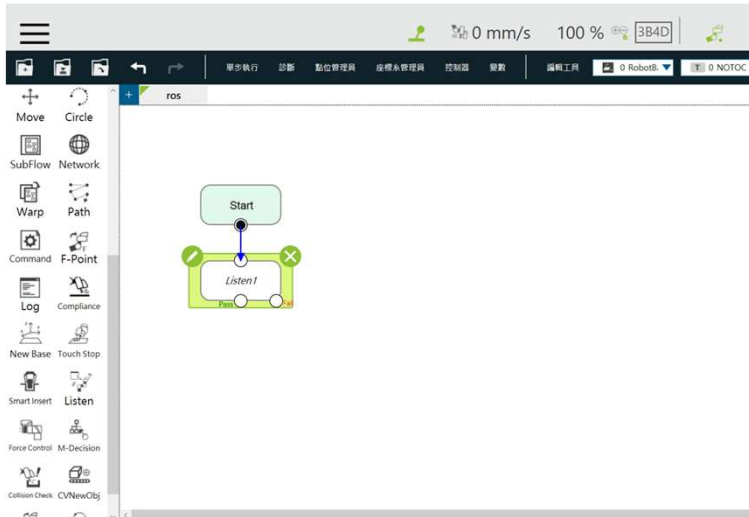 0 mm/s 100 % 3B4D
單步執行 診斷 點位管理員 座標系管理員 控制器 變數 編輯工具 0 RobotB. T 0 NOTOC
+ ros
Move Circle
SubFlow Network
Warp Path
Command F-Point
Log Compliance
New Base Touch Stop
Smart Insert Listen
Force Control M-Decision
Collision Check CVNewObj
Start
Listen1
Pass Fail